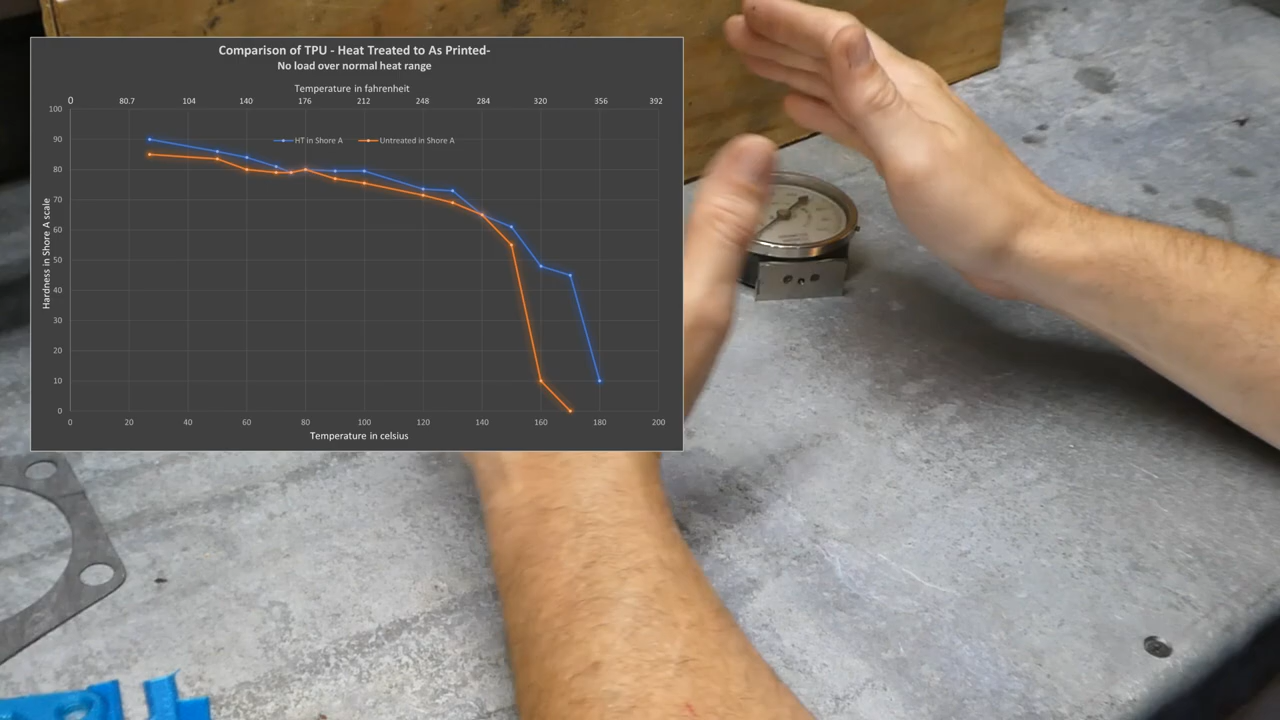 Comparison of TPU - Heat Treated to As Printed-
No load over normal heat range
Temperature in fahrenheit
0 80.7 104 140 176 212 248 284 320 356 392
100
90
HT in Shore A Untreated in Shore A
80
70
60
50
40
30
20
10
0
Hardness in Shore A scale
0 20 40 60 80 100 120 140 160 180 200
Temperature in celsius